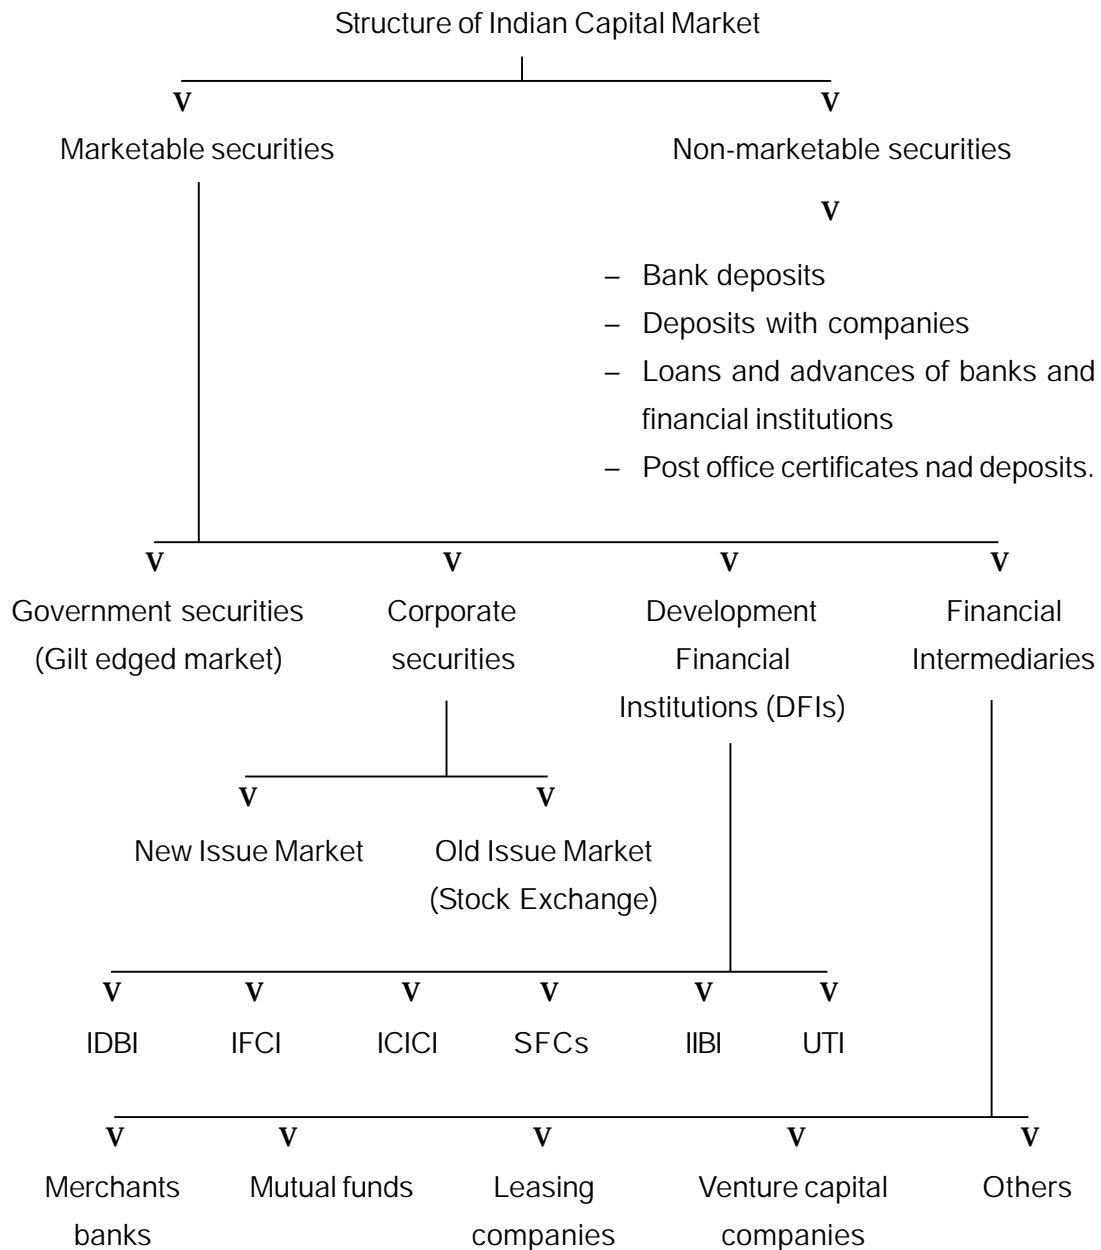 Structure of Indian Capital Market
V V
Marketable securities Non-marketable securities
V
– Bank deposits
– Deposits with companies
– Loans and advances of banks and
financial institutions
– Post office certificates nad deposits.
V V V V
Government securities Corporate Development Financial
(Gilt edged market) securities Financial Intermediaries
Institutions (DFIs)
V V
New Issue Market Old Issue Market
(Stock Exchange)
V V V V V V
IDBI IFCI ICICI SFCs IIBI UTI
V V V V V
Merchants Mutual funds Leasing Venture capital Others
banks companies companies